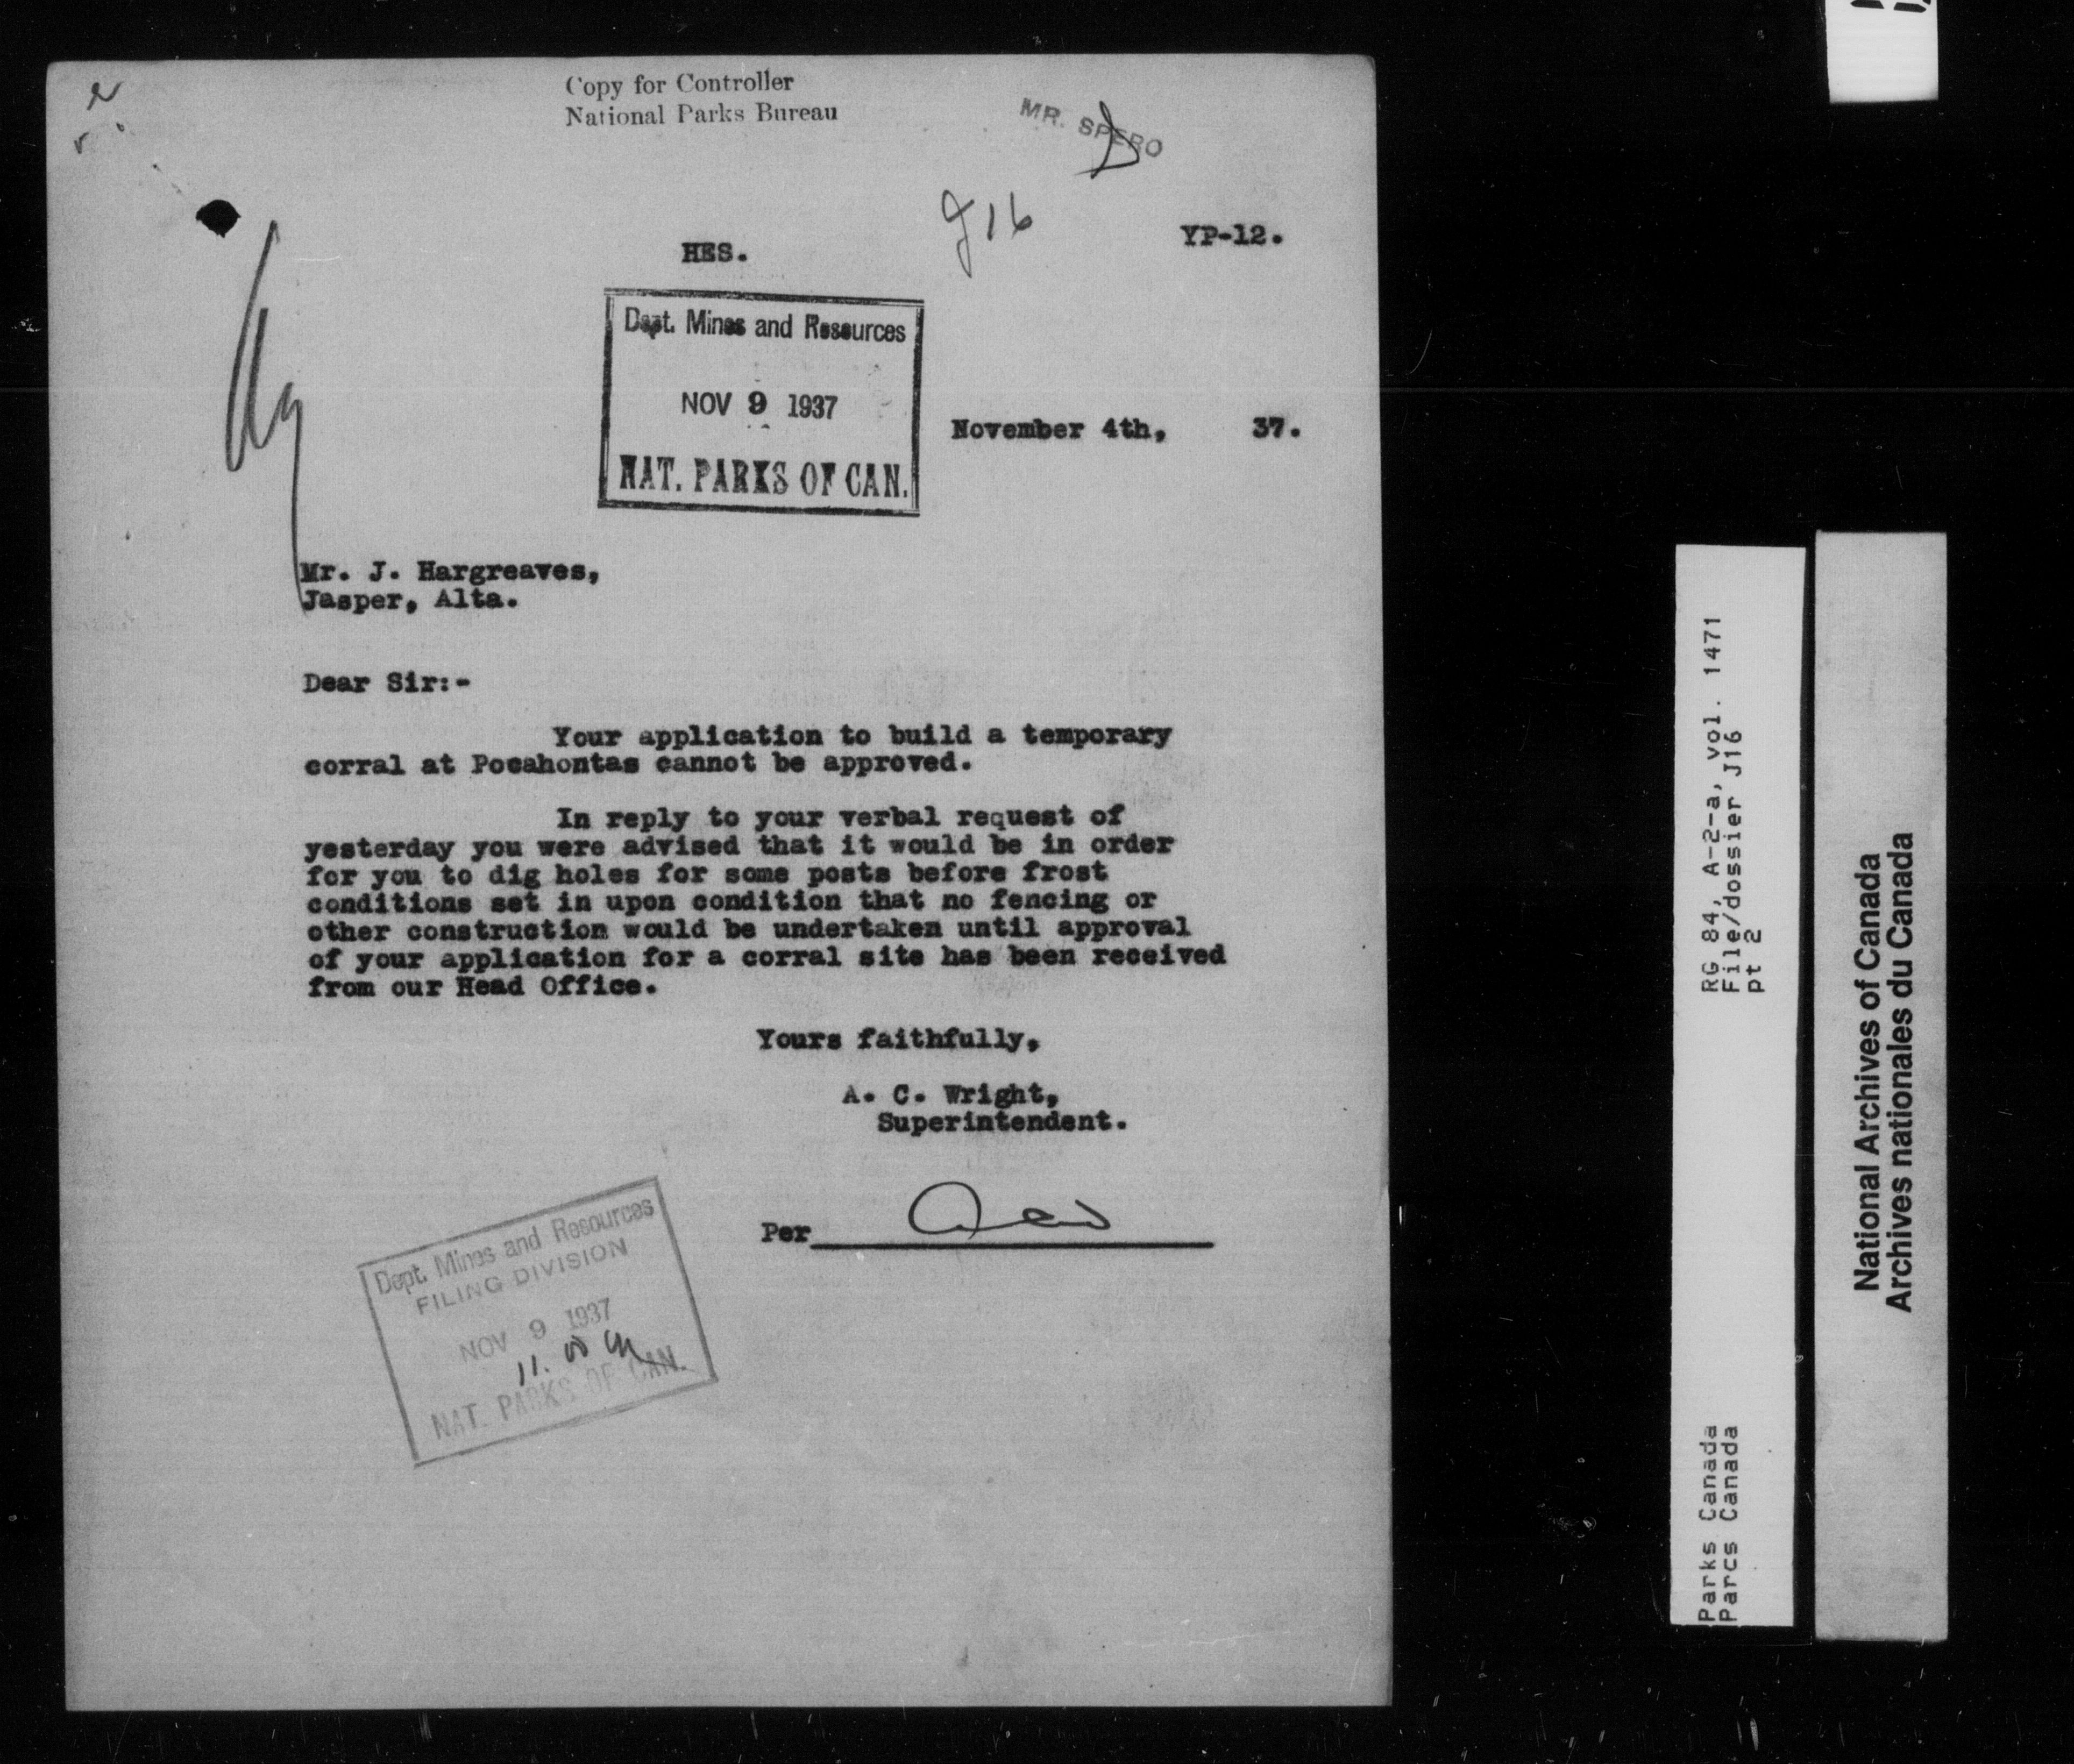 Copy for Controller
National Parks Bureau
MR. SPERO
J16
YP-12.
HES.
Dept. Mines and Resources
NOV 9 1937
NAT. PARKS OF CAN.
November 4th, 37.
Mr. J. Hargreaves,
Jasper, Alta.
Dear Sir:-
Your application to build a temporary
corral at Pocahontas cannot be approved.
In reply to your verbal request of
yesterday you were advised that it would be in order
for you to dig holes for some posts before frost
conditions set in upon condition that no fencing or
other construction would be undertaken until approval
of your application for a corral site has been received
from our Head Office.
Yours faithfully,
A. C. Wright,
Superintendent.
Per
Dept. Mines and Resources
FILING DIVISION
NOV 9 1937
11.00
NAT. PARKS OF CAN.
RG 84, A-2-a, vol. 1471
File/dossier J16
pt 2
Parks Canada
Parcs Canada
National Archives of Canada
Archives nationales du Canada